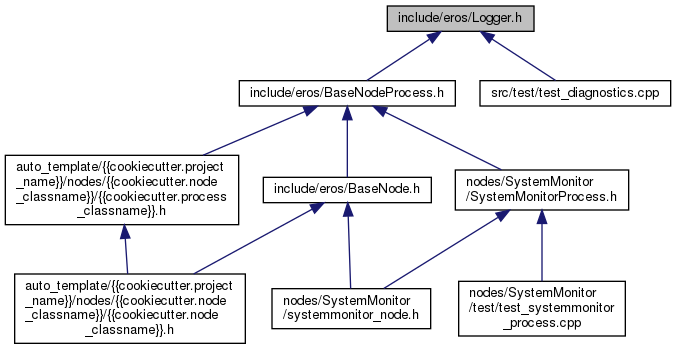 include/eros/Logger.h
include/eros/BaseNodeProcess.h
src/test/test_diagnostics.cpp
auto_template/{{cookiecutter.project
_name}}/nodes/{{cookiecutter.node
_classname}}/{{cookiecutter.process
_classname}}.h
include/eros/BaseNode.h
nodes/SystemMonitor
/SystemMonitorProcess.h
auto_template/{{cookiecutter.project
_name}}/nodes/{{cookiecutter.node
_classname}}/{{cookiecutter.node
_classname}}.h
nodes/SystemMonitor
/systemmonitor_node.h
nodes/SystemMonitor
/test/test_systemmonitor
_process.cpp